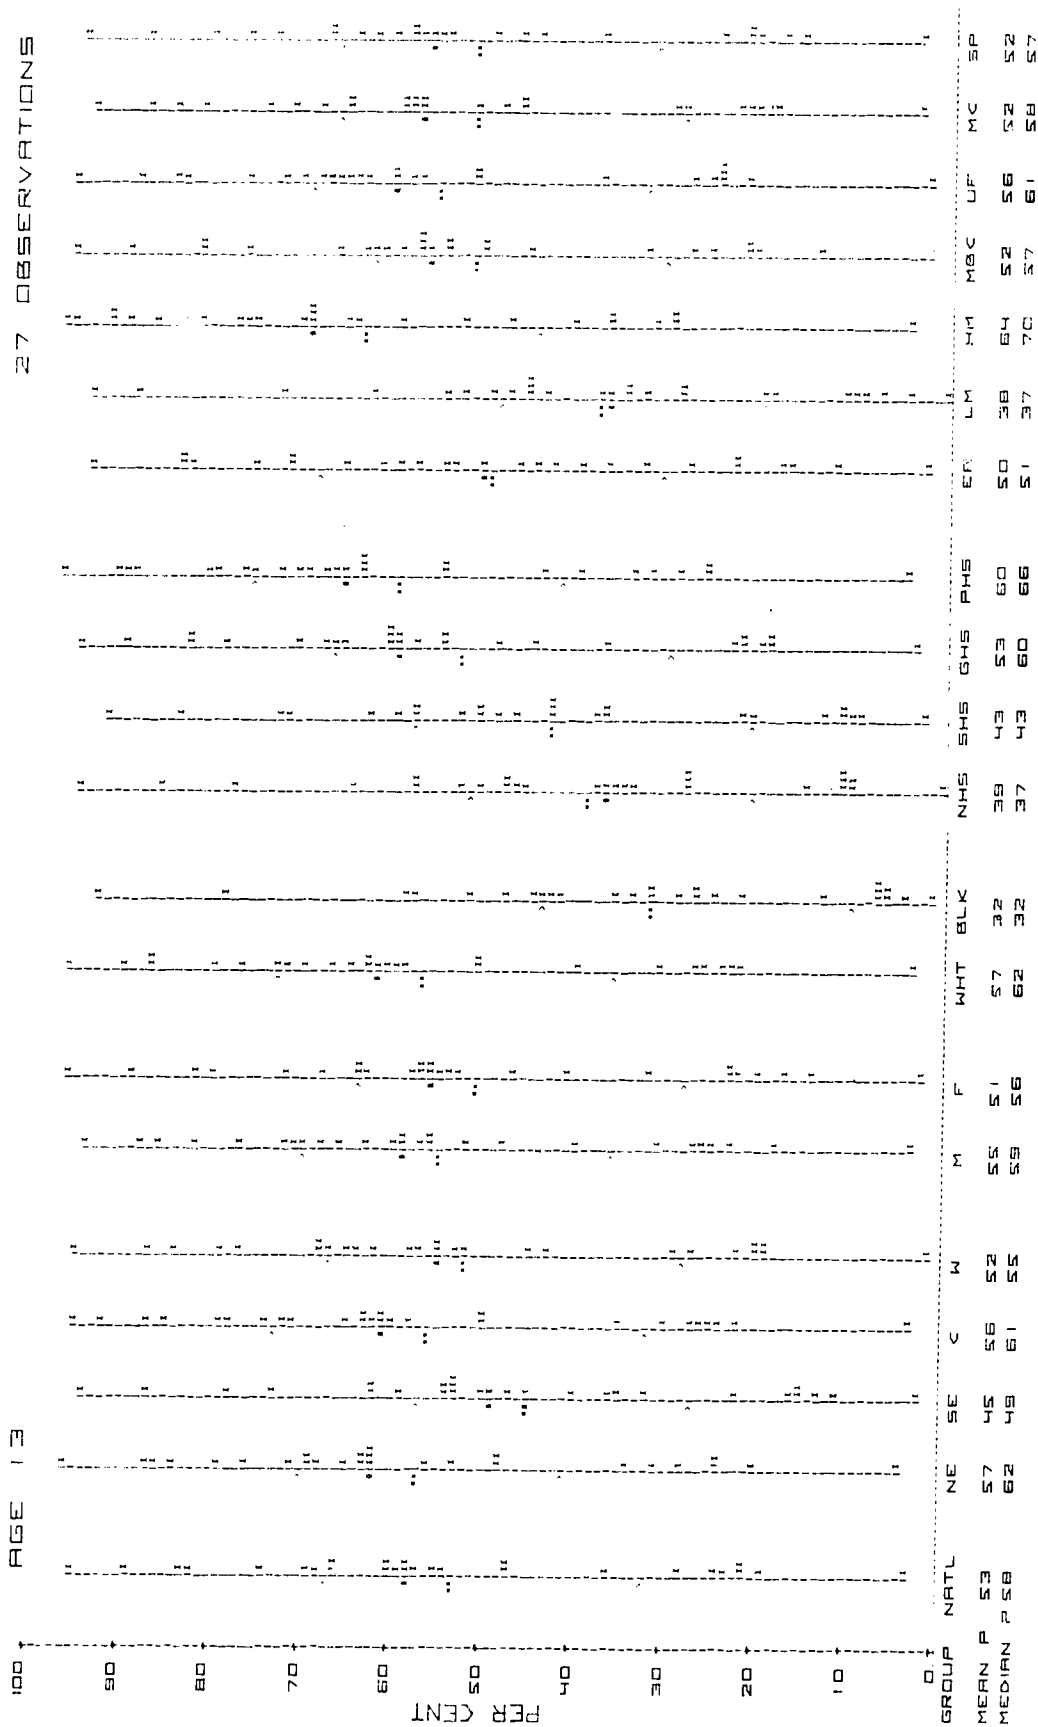 AGE 13 27 OBSERVATIONS
100
90
80
70
60
50
40
30
20
10
0
PER CENT
GROUP NATL NE SE C W M F WHT BLK NHS SHS GHS PHS ER LM HM MBC UF MC SP
MEAN P 53 57 45 56 52 55 51 57 32 39 43 53 60 50 38 64 52 56 52 52
MEDIAN P 58 62 49 61 55 59 56 62 32 37 43 60 66 51 37 70 57 61 58 57